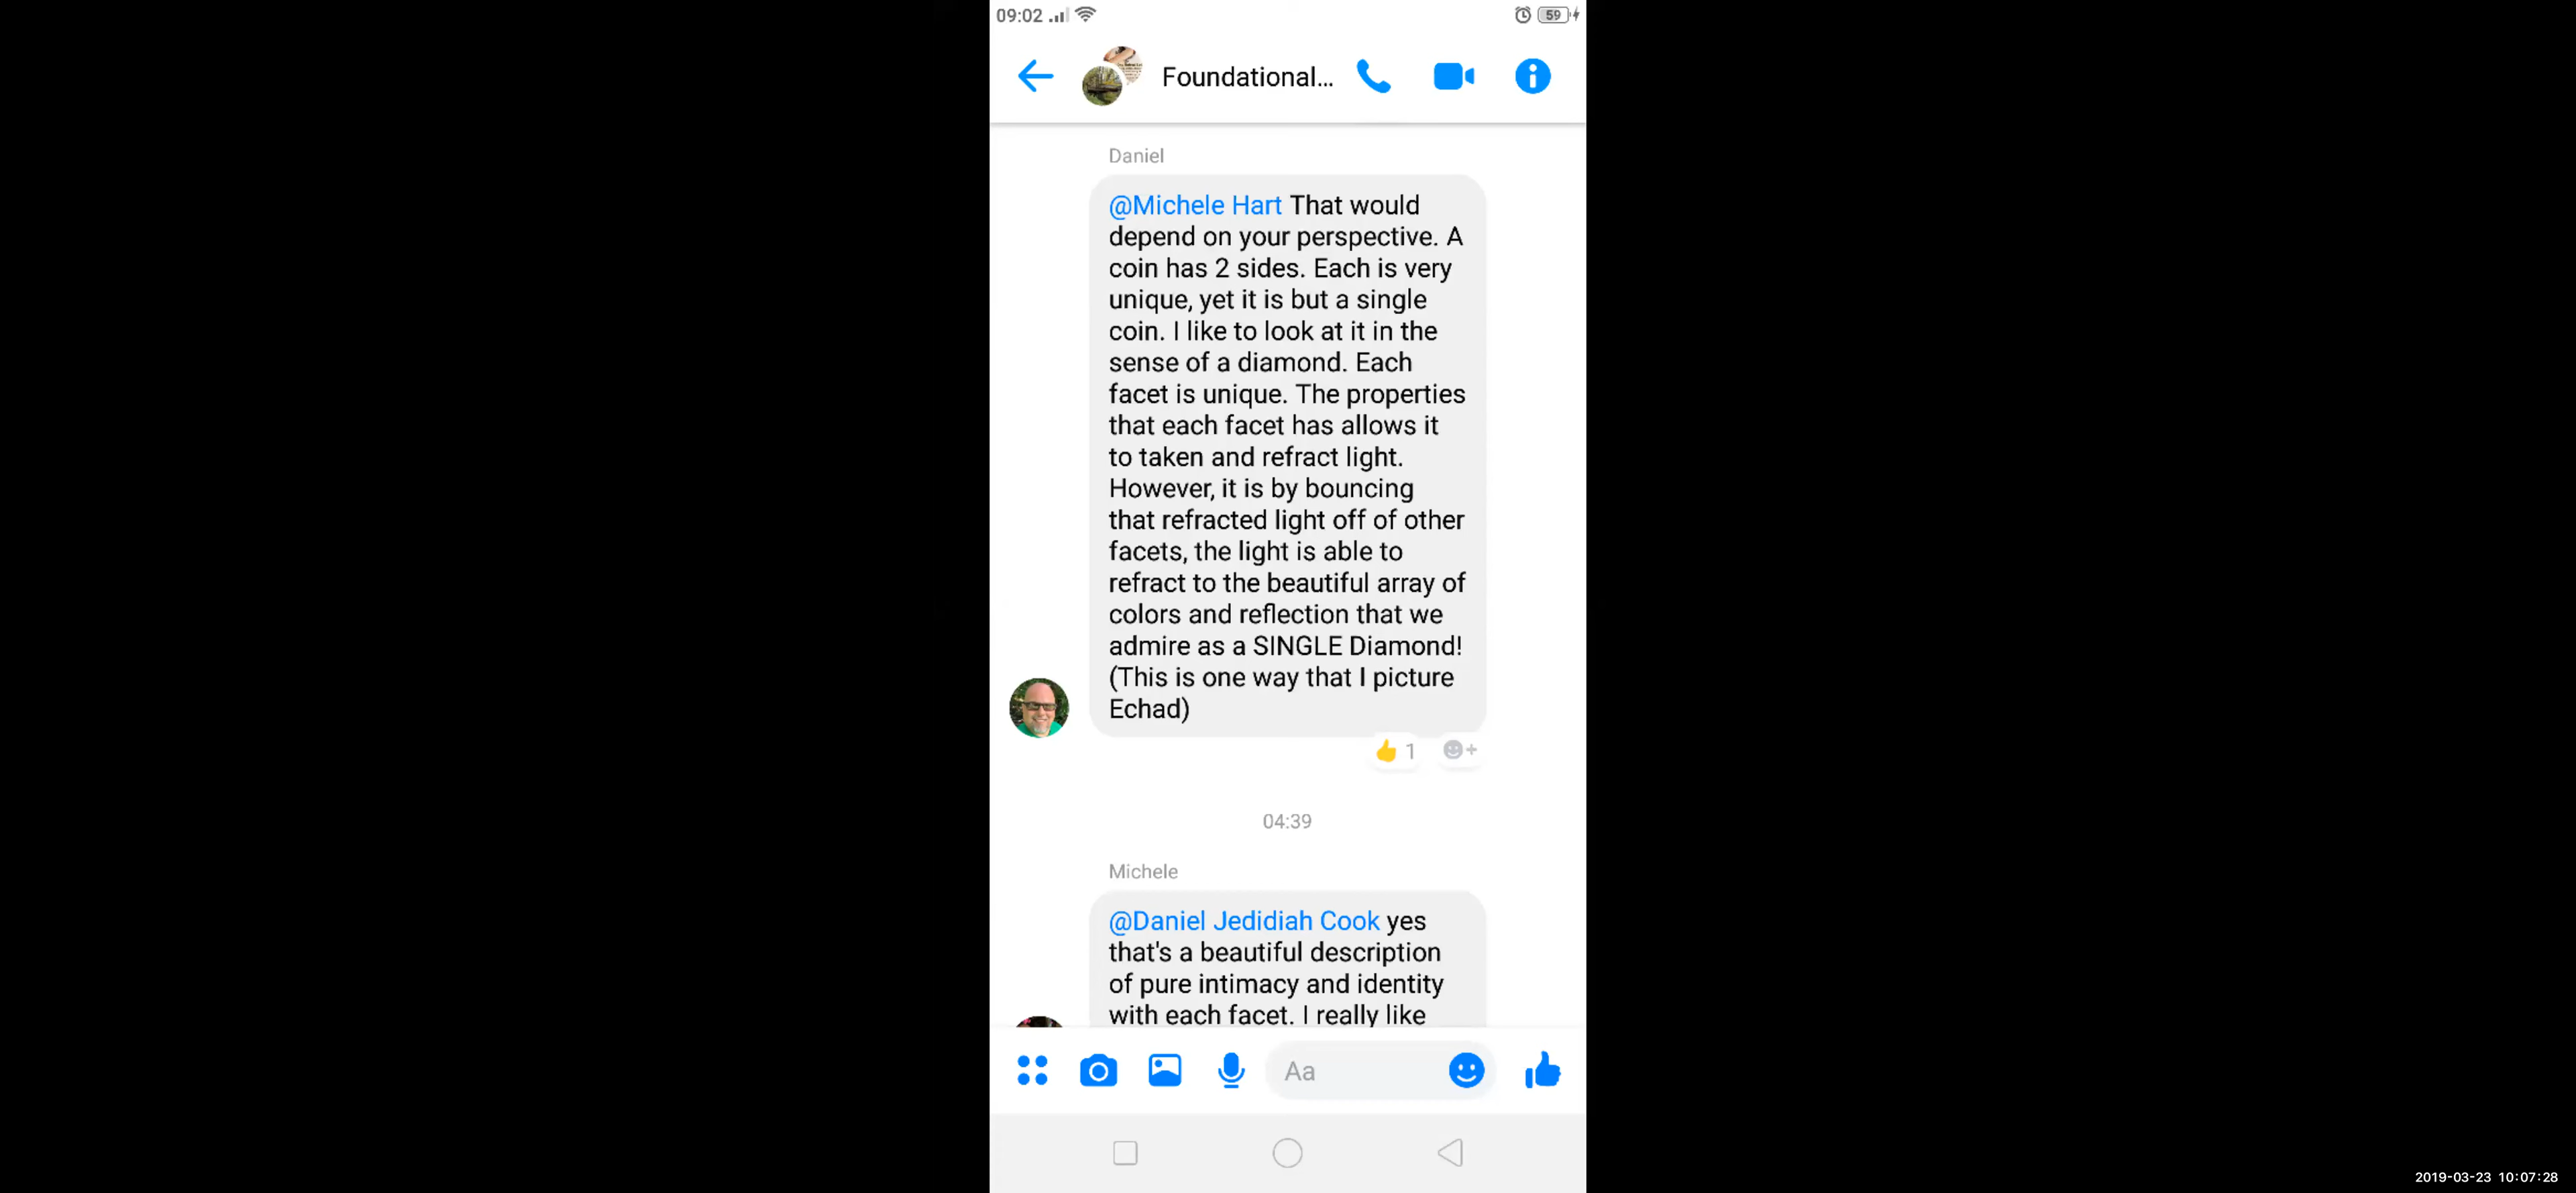 09:02
59
Foundational...
Daniel
@Michele Hart That would
depend on your perspective. A
coin has 2 sides. Each is very
unique, yet it is but a single
coin. I like to look at it in the
sense of a diamond. Each
facet is unique. The properties
that each facet has allows it
to taken and refract light.
However, it is by bouncing
that refracted light off of other
facets, the light is able to
refract to the beautiful array of
colors and reflection that we
admire as a SINGLE Diamond!
(This is one way that I picture
Echad)
1
04:39
Michele
@Daniel Jedidiah Cook yes
that's a beautiful description
of pure intimacy and identity
with each facet. I really like
Aa
2019-03-23 10:07:28